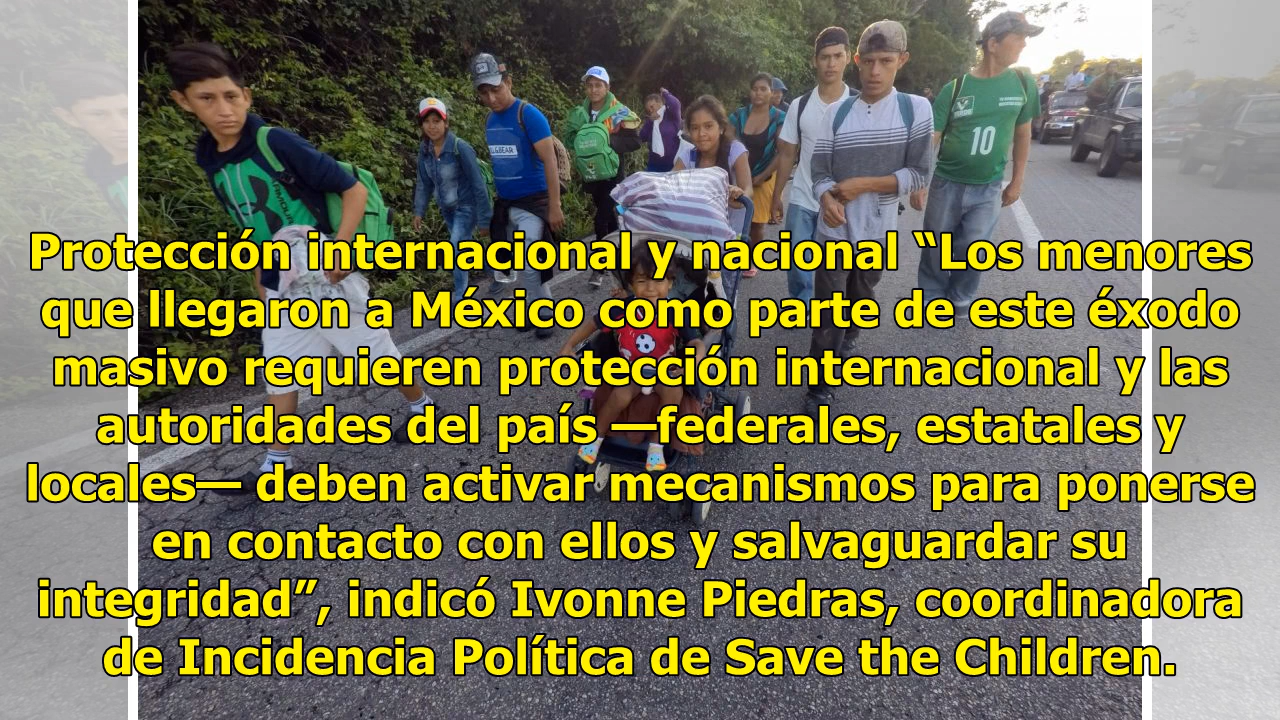 Protección internacional y nacional “Los menores
que llegaron a México como parte de este éxodo
masivo requieren protección internacional y las
autoridades del país —federales, estatales y
locales— deben activar mecanismos para ponerse
en contacto con ellos y salvaguardar su
integridad”, indicó Ivonne Piedras, coordinadora
de Incidencia Política de Save the Children.
10